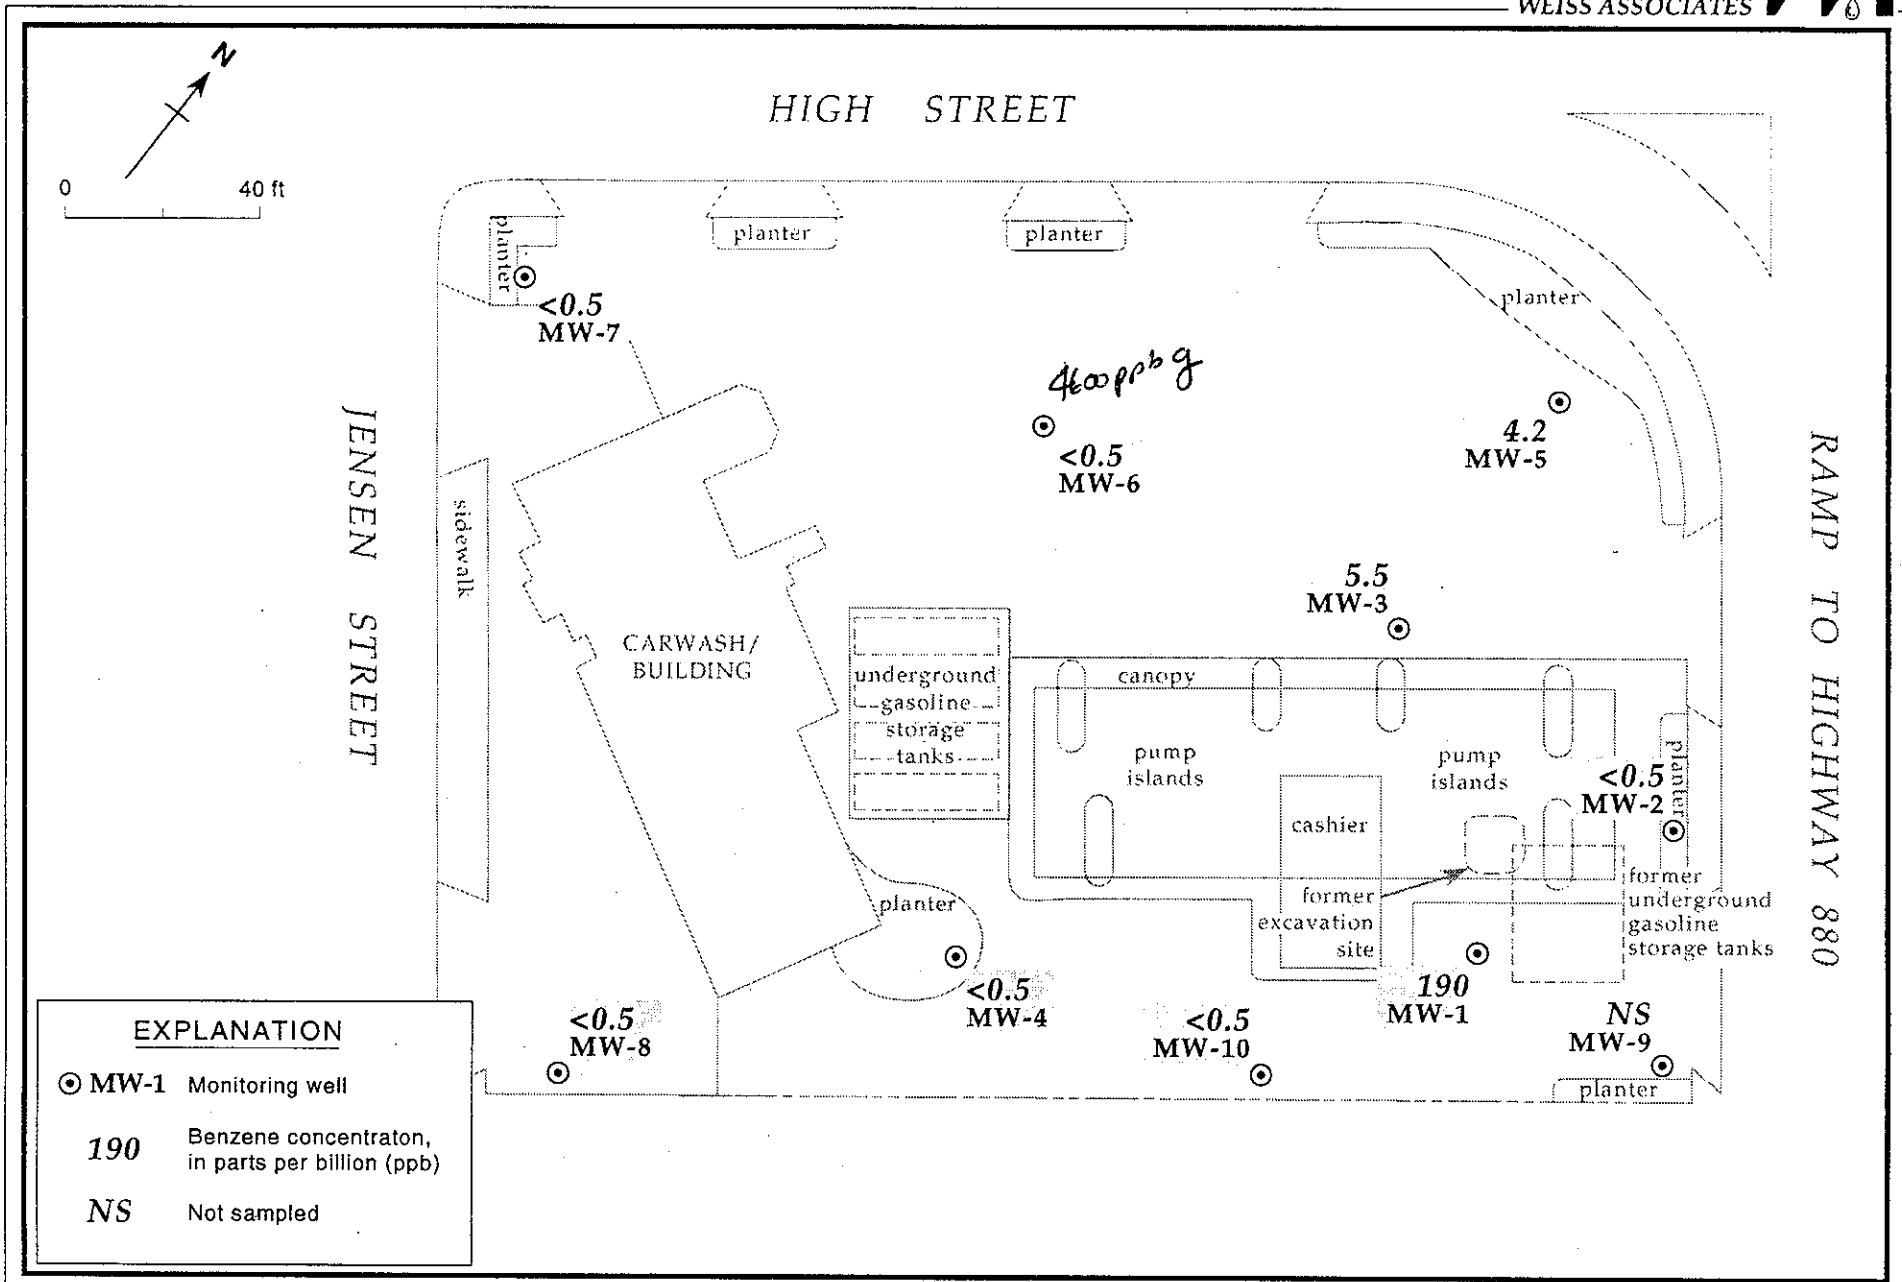 WEISS ASSOCIATES
N
0 40 ft
HIGH STREET
planter
planter
planter
planter
<0.5
MW-7
ppb g
<0.5
MW-6
4.2
MW-5
JENSEN STREET
sidewalk
RAMP TO HIGHWAY 880
5.5
MW-3
CARWASH/
BUILDING
underground
gasoline
storage
tanks
canopy
pump
islands
pump
islands
cashier
<0.5
MW-2
planter
former
excavation
site
former
underground
gasoline
storage tanks
planter
<0.5
MW-4
190
MW-1
<0.5
MW-8
<0.5
MW-10
NS
MW-9
planter
EXPLANATION
MW-1 Monitoring well
190 Benzene concentraton,
in parts per billion (ppb)
NS Not sampled